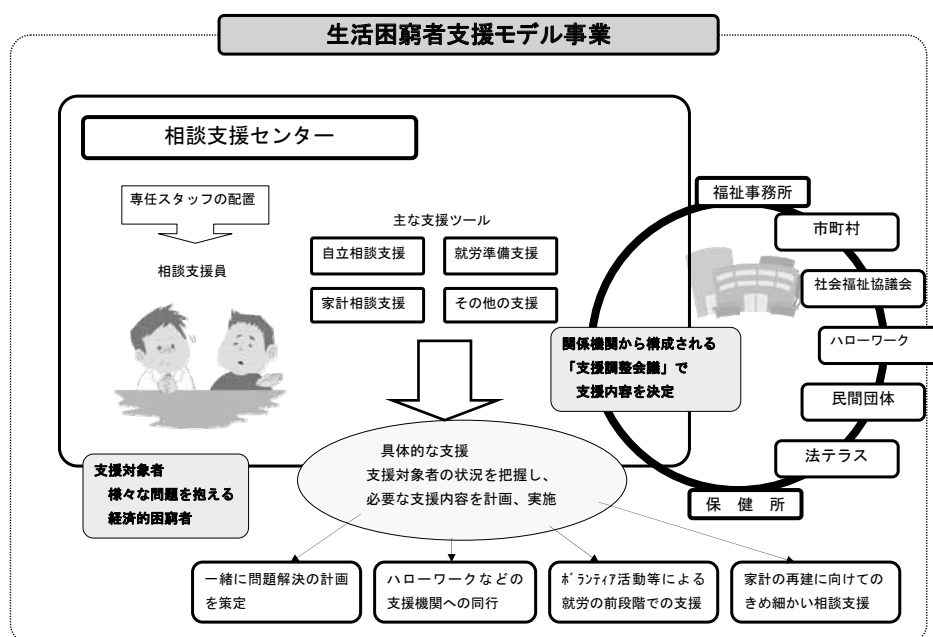 生活困窮者支援モデル事業
相談支援センター
専任スタッフの配置
相談支援員
主な支援ツール
自立相談支援
就労準備支援
家計相談支援
その他の支援
福祉事務所
市町村
社会福祉協議会
ハローワーク
民間団体
法テラス
保 健 所
関係機関から構成される
「支援調整会議」で
支援内容を決定
支援対象者
様々な問題を抱える
経済的困窮者
具体的な支援
支援対象者の状況を把握し、
必要な支援内容を計画、実施
一緒に問題解決の計画
を策定
ハローワークなどの
支援機関への同行
ﾎﾞランティア活動等による
就労の前段階での支援
家計の再建に向けての
きめ細かい相談支援